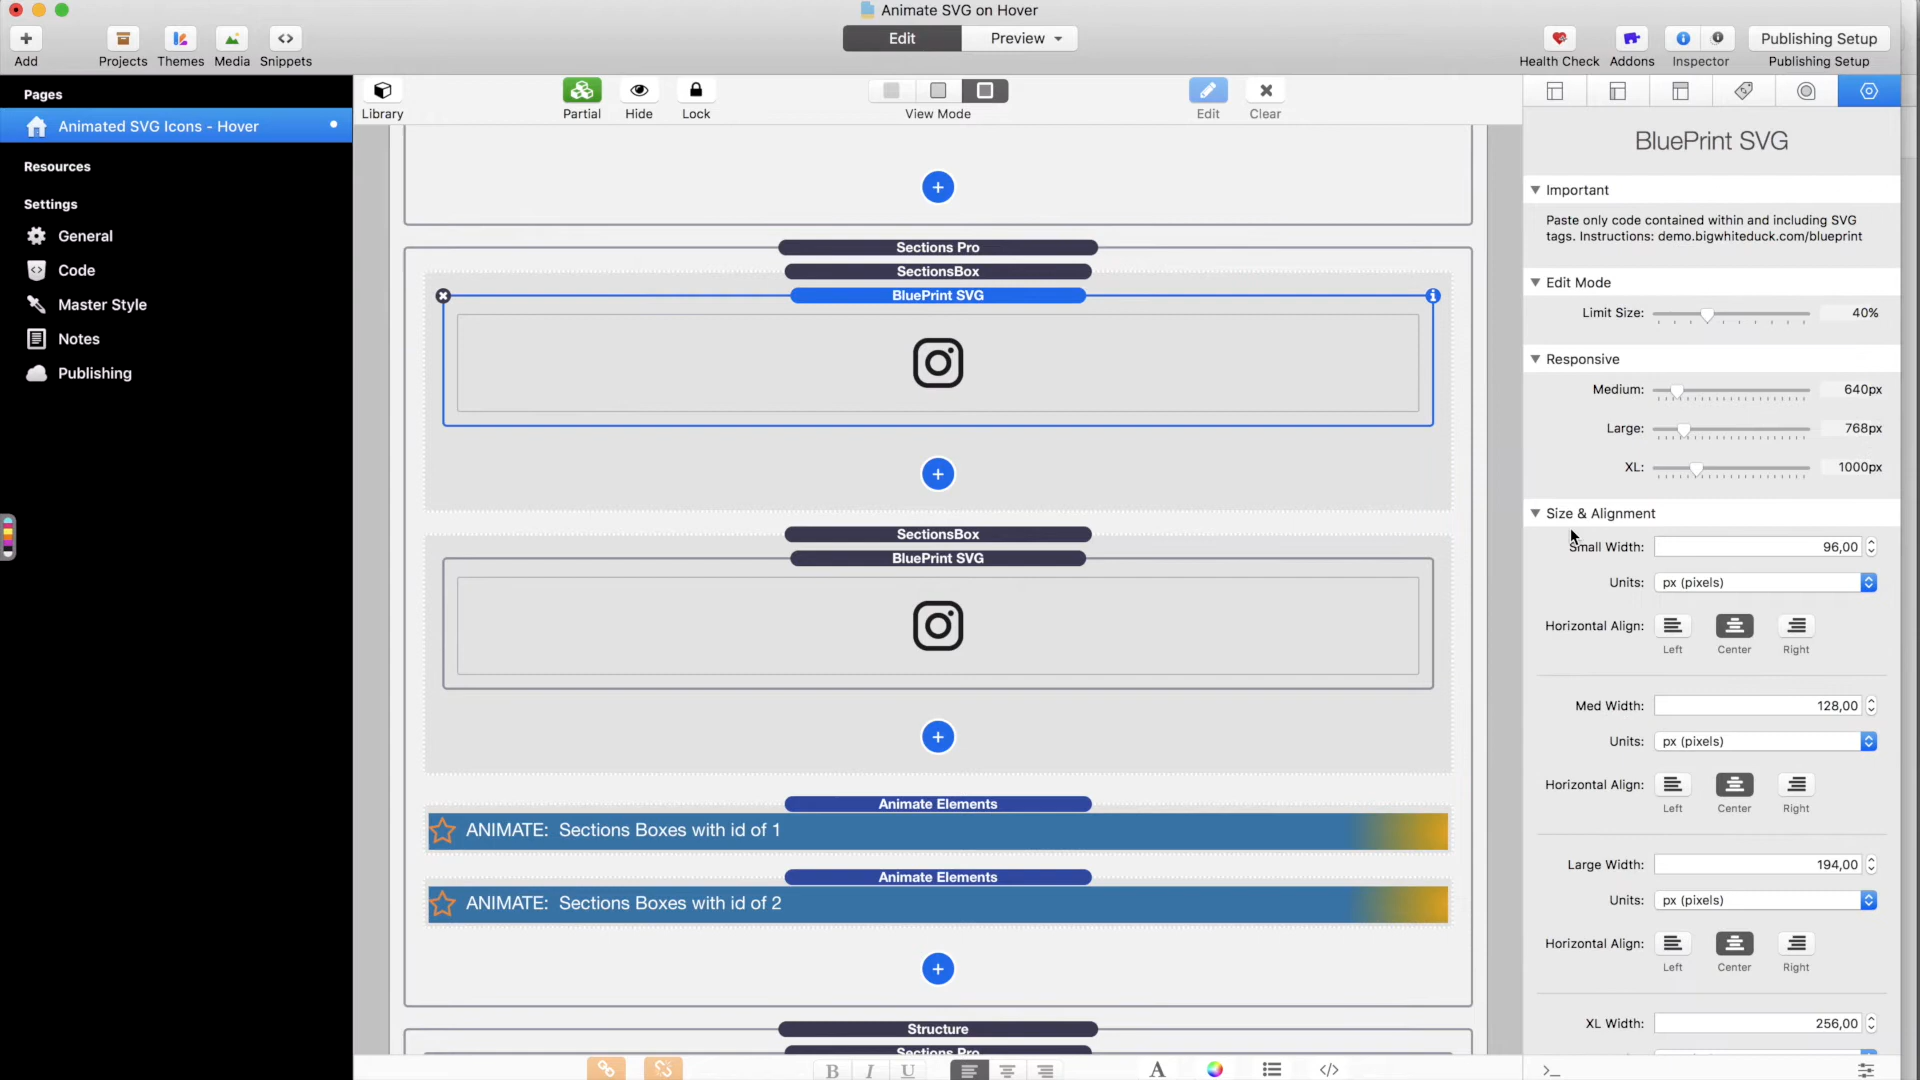 Animate SVG on Hover
Add
Projects
Themes
Media
Snippets
Edit
Preview
Health Check
Addons
Inspector
Publishing Setup
Publishing Setup
Pages
Animated SVG Icons - Hover
Resources
Settings
General
Code
Master Style
Notes
Publishing
Library
Partial
Hide
Lock
View Mode
Edit
Clear
Sections Pro
SectionsBox
BluePrint SVG
SectionsBox
BluePrint SVG
Animate Elements
ANIMATE: Sections Boxes with id of 1
Animate Elements
ANIMATE: Sections Boxes with id of 2
Structure
Sections Pro
B I U
A
BluePrint SVG
Important
Paste only code contained within and including SVG
tags. Instructions: demo.bigwhiteduck.com/blueprint
Edit Mode
Limit Size: 40%
Responsive
Medium: 640px
Large: 768px
XL: 1000px
Size & Alignment
Small Width: 96,00
Units: px (pixels)
Horizontal Align:
Left Center Right
Med Width: 128,00
Units: px (pixels)
Horizontal Align:
Left Center Right
Large Width: 194,00
Units: px (pixels)
Horizontal Align:
Left Center Right
XL Width: 256,00